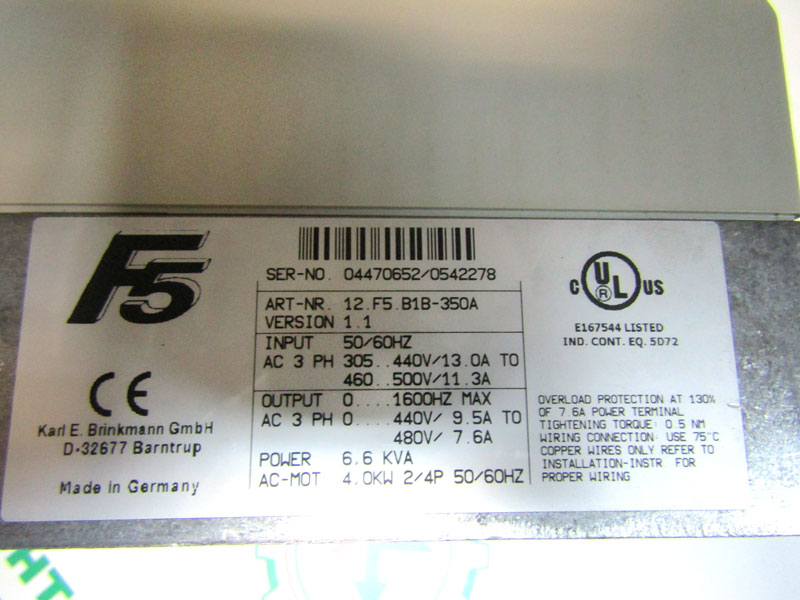 F5
CE
Karl E. Brinkmann GmbH
D-32677 Barntrup
Made in Germany
SER-NO. 04470652/0542278
ART-NR. 12.F5.B1B-350A
VERSION 1.1
INPUT 50/60HZ
AC 3 PH 305..440V/13.0A TO
460..500V/11.3A
OUTPUT 0....1600HZ MAX
AC 3 PH 0....440V/ 9.5A TO
480V/ 7.6A
POWER 6.6 KVA
AC-MOT 4.0KW 2/4P 50/60HZ
C UL US
®
E167544 LISTED
IND. CONT. EQ. 5D72
OVERLOAD PROTECTION AT 130%
OF 7.6A POWER TERMINAL
TIGHTENING TORQUE: 0.5 NM
WIRING CONNECTION: USE 75°C
COPPER WIRES ONLY REFER TO
INSTALLATION-INSTR. FOR
PROPER WIRING
HT